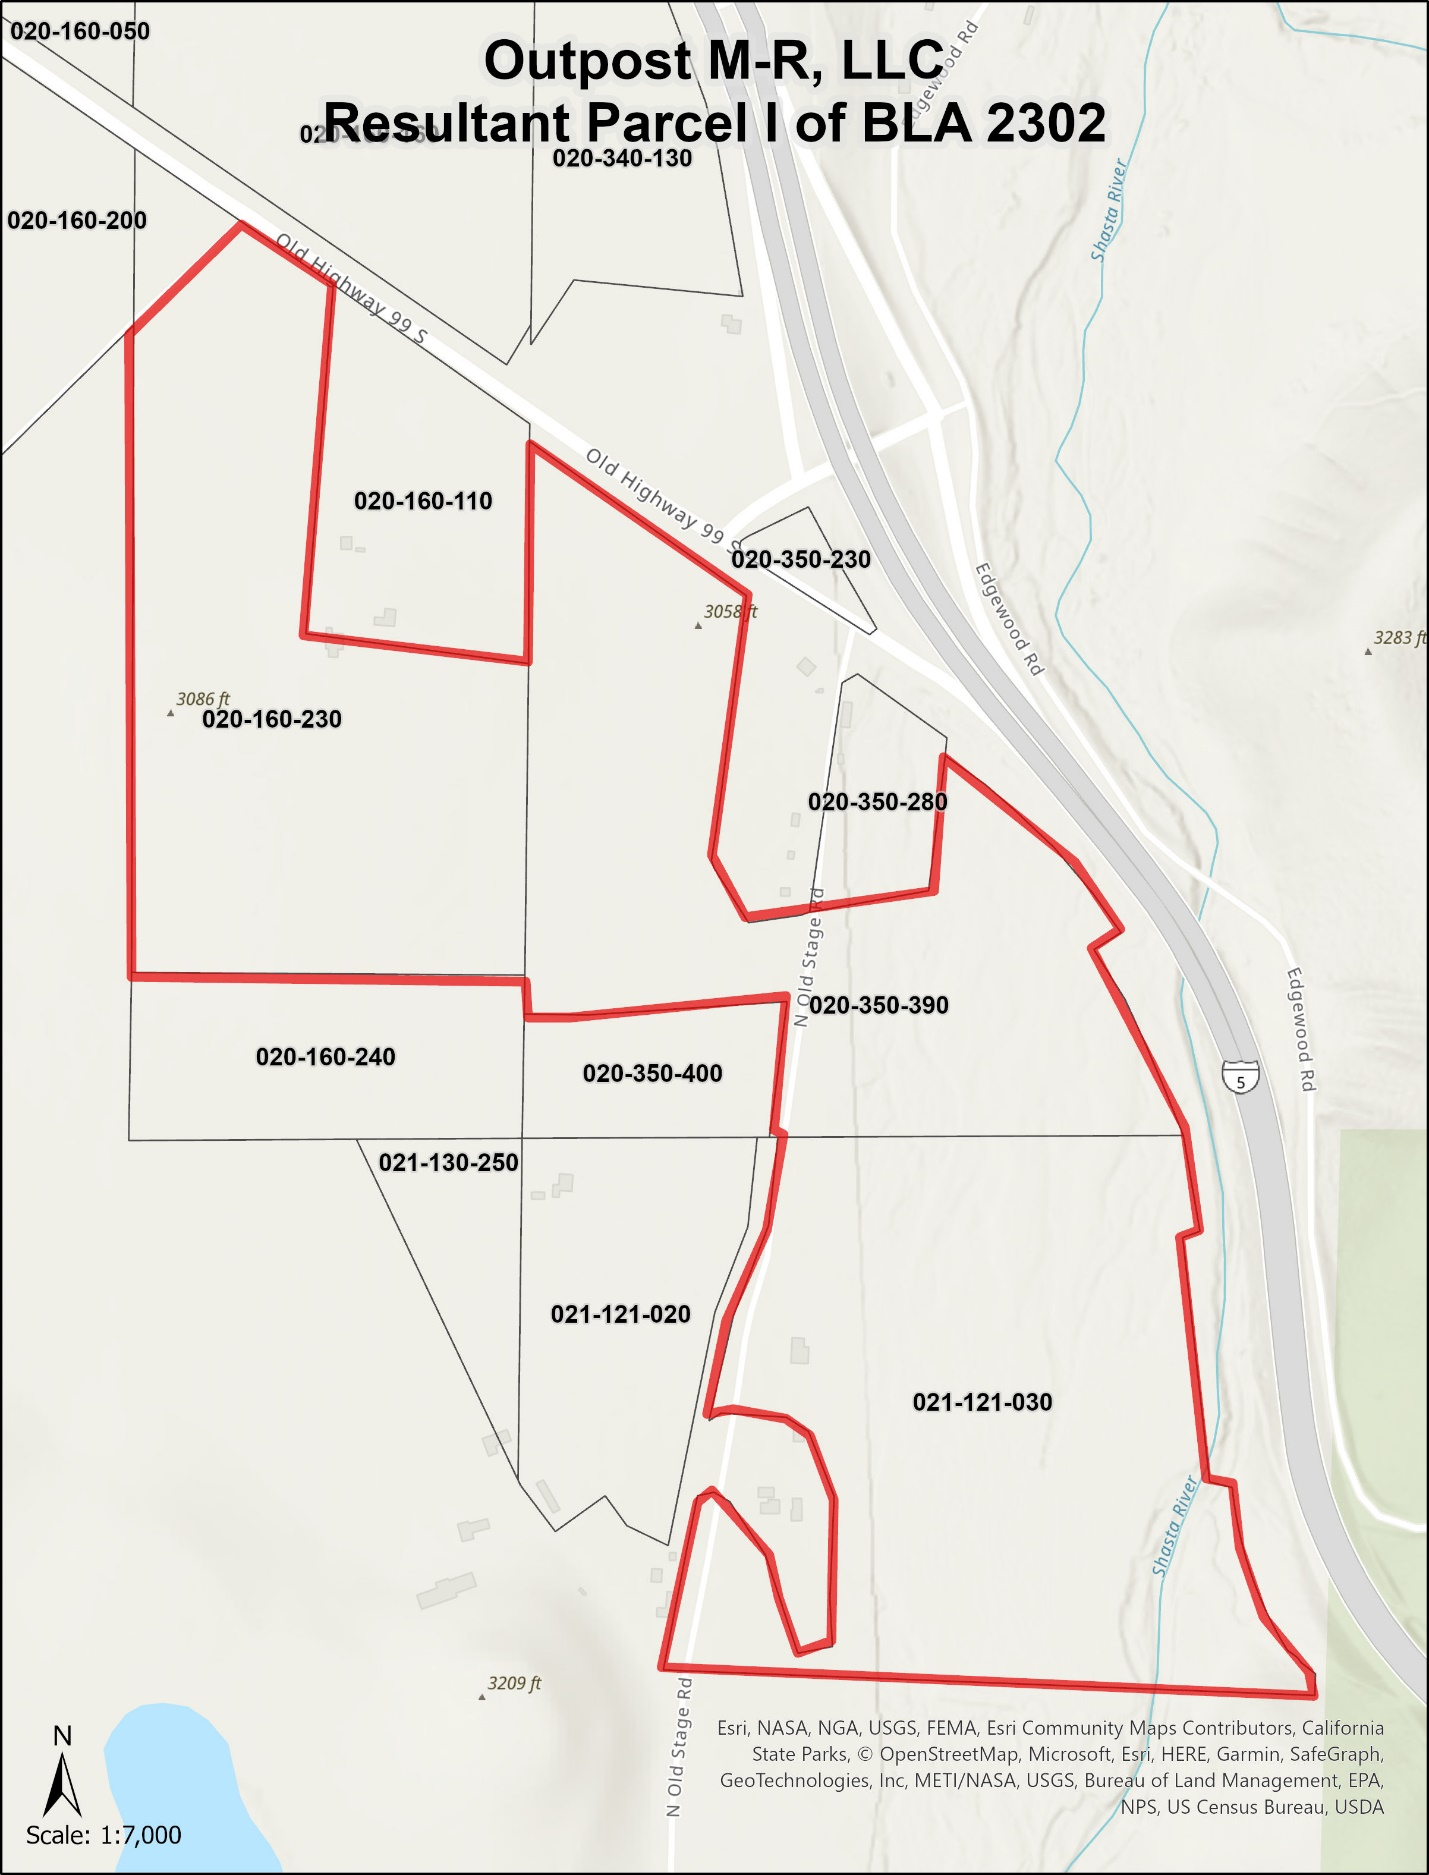 020-160-050
Outpost M-R, LLC
Resultant Parcel I of BLA 2302
Edgewood Rd
020-340-130
020-160-200
Shasta River
Old Highway 99 S
020-160-110
Old Highway 99 S
020-350-230
Edgewood Rd
3058 ft
3283 ft
3086 ft
020-160-230
020-350-280
N Old Stage Rd
020-350-390
Edgewood Rd
020-160-240
020-350-400
5
021-130-250
021-121-020
021-121-030
Shasta River
3209 ft
N Old Stage Rd
N
Scale: 1:7,000
Esri, NASA, NGA, USGS, FEMA, Esri Community Maps Contributors, California
State Parks, © OpenStreetMap, Microsoft, Esri, HERE, Garmin, SafeGraph,
GeoTechnologies, Inc, METI/NASA, USGS, Bureau of Land Management, EPA,
NPS, US Census Bureau, USDA